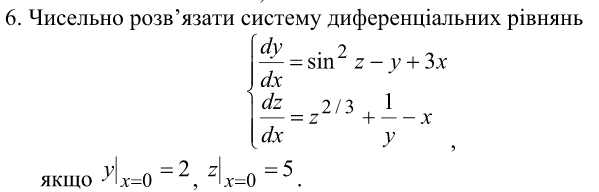 6. Чисельно розв’язати систему диференціальних рівнянь
dy/dx = sin² z − y + 3x
dz/dx = z^{2/3} + 1/y − x ,
якщо y|ₓ₌₀ = 2, z|ₓ₌₀ = 5.